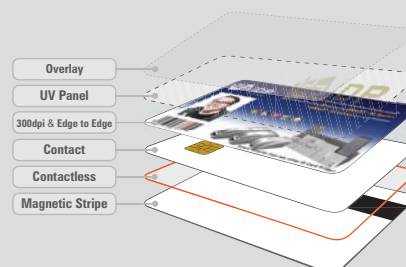 Overlay
UV Panel
300dpi & Edge to Edge
Contact
Contactless
Magnetic Stripe